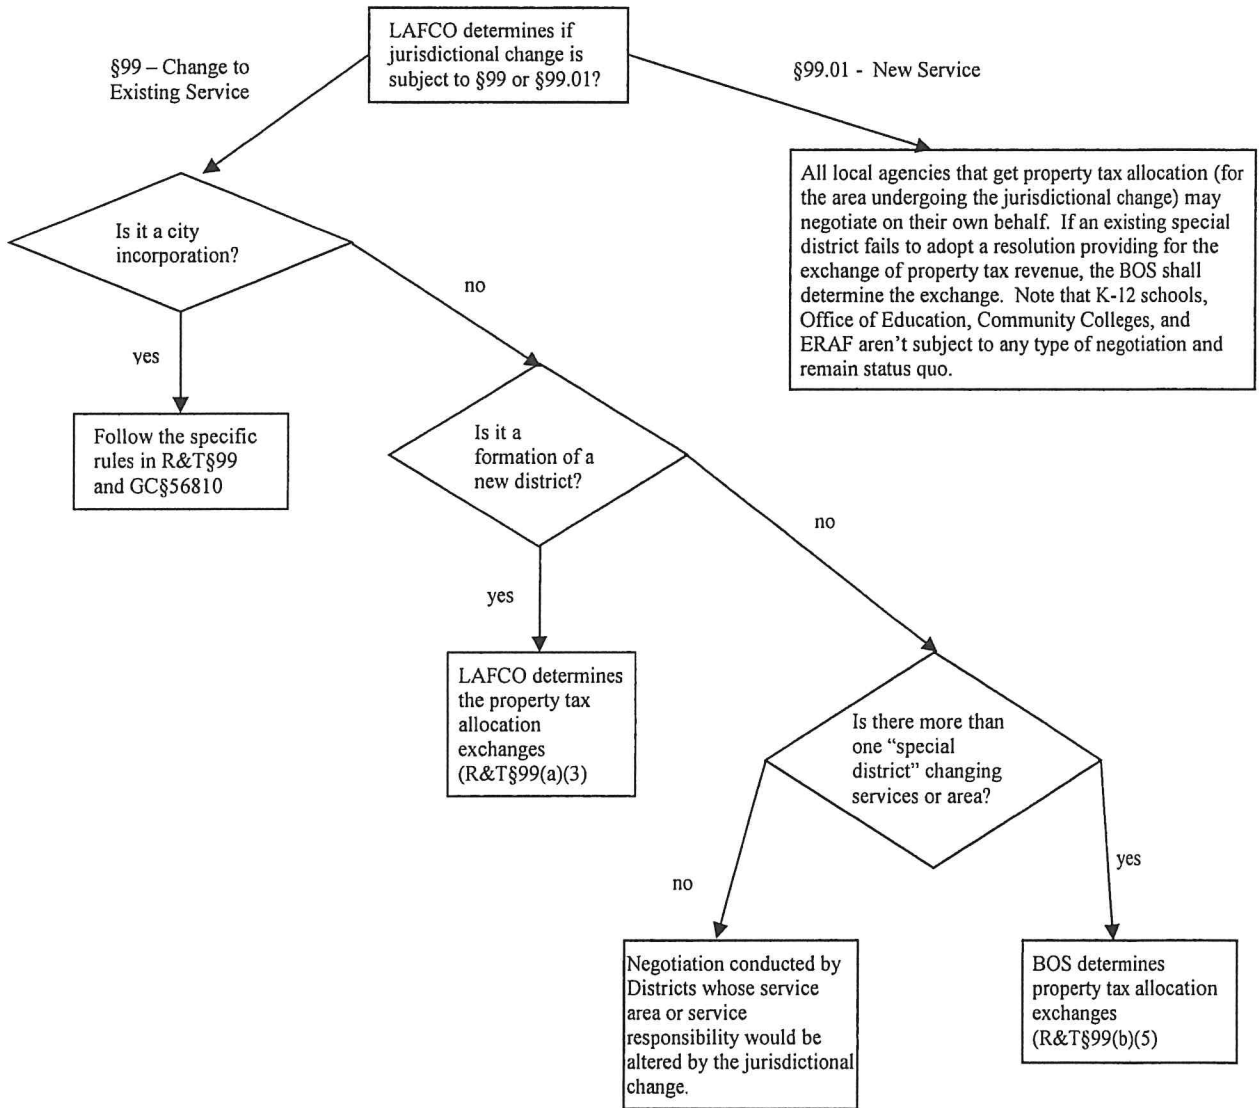 LAFCO determines if
jurisdictional change is
subject to §99 or §99.01?
§99 – Change to
Existing Service
§99.01 - New Service
All local agencies that get property tax allocation (for
the area undergoing the jurisdictional change) may
negotiate on their own behalf. If an existing special
district fails to adopt a resolution providing for the
exchange of property tax revenue, the BOS shall
determine the exchange. Note that K-12 schools,
Office of Education, Community Colleges, and
ERAF aren't subject to any type of negotiation and
remain status quo.
Is it a city
incorporation?
no
yes
Follow the specific
rules in R&T§99
and GC§56810
Is it a
formation of a
new district?
no
yes
LAFCO determines
the property tax
allocation
exchanges
(R&T§99(a)(3)
Is there more than
one “special
district” changing
services or area?
no
yes
Negotiation conducted by
Districts whose service
area or service
responsibility would be
altered by the jurisdictional
change.
BOS determines
property tax allocation
exchanges
(R&T§99(b)(5)